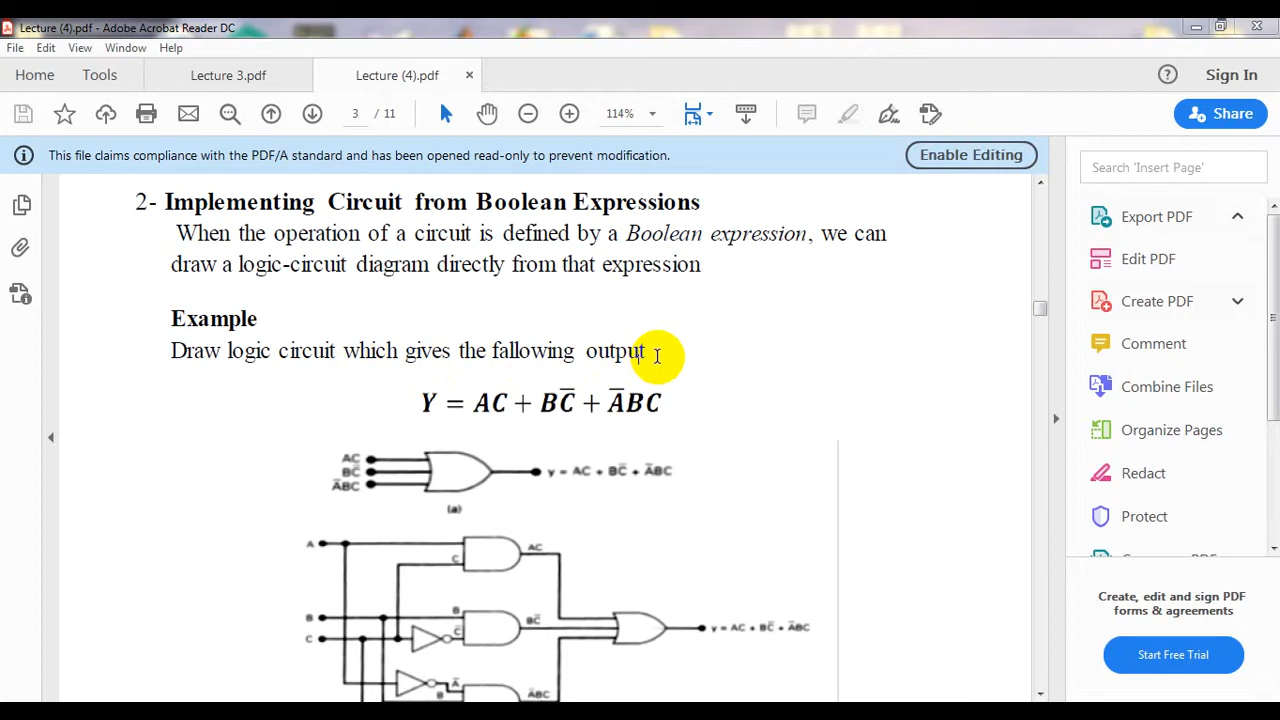 Lecture (4).pdf - Adobe Acrobat Reader DC
File Edit View Window Help
Home Tools Lecture 3.pdf Lecture (4).pdf × ? Sign In
3 / 11 114% Share
This file claims compliance with the PDF/A standard and has been opened read-only to prevent modification. Enable Editing
2- Implementing Circuit from Boolean Expressions
When the operation of a circuit is defined by a Boolean expression, we can
draw a logic-circuit diagram directly from that expression
Example
Draw logic circuit which gives the fallowing output
Y = AC + BC̅ + A̅BC
AC
BC̅
A̅BC
y = AC + BC̅ + A̅BC
(a)
A
C
AC
B
C
B
C̅
BC̅
y = AC + BC̅ + A̅BC
A̅
B
A̅BC
Search 'Insert Page'
Export PDF
Edit PDF
Create PDF
Comment
Combine Files
Organize Pages
Redact
Protect
Create, edit and sign PDF
forms & agreements
Start Free Trial